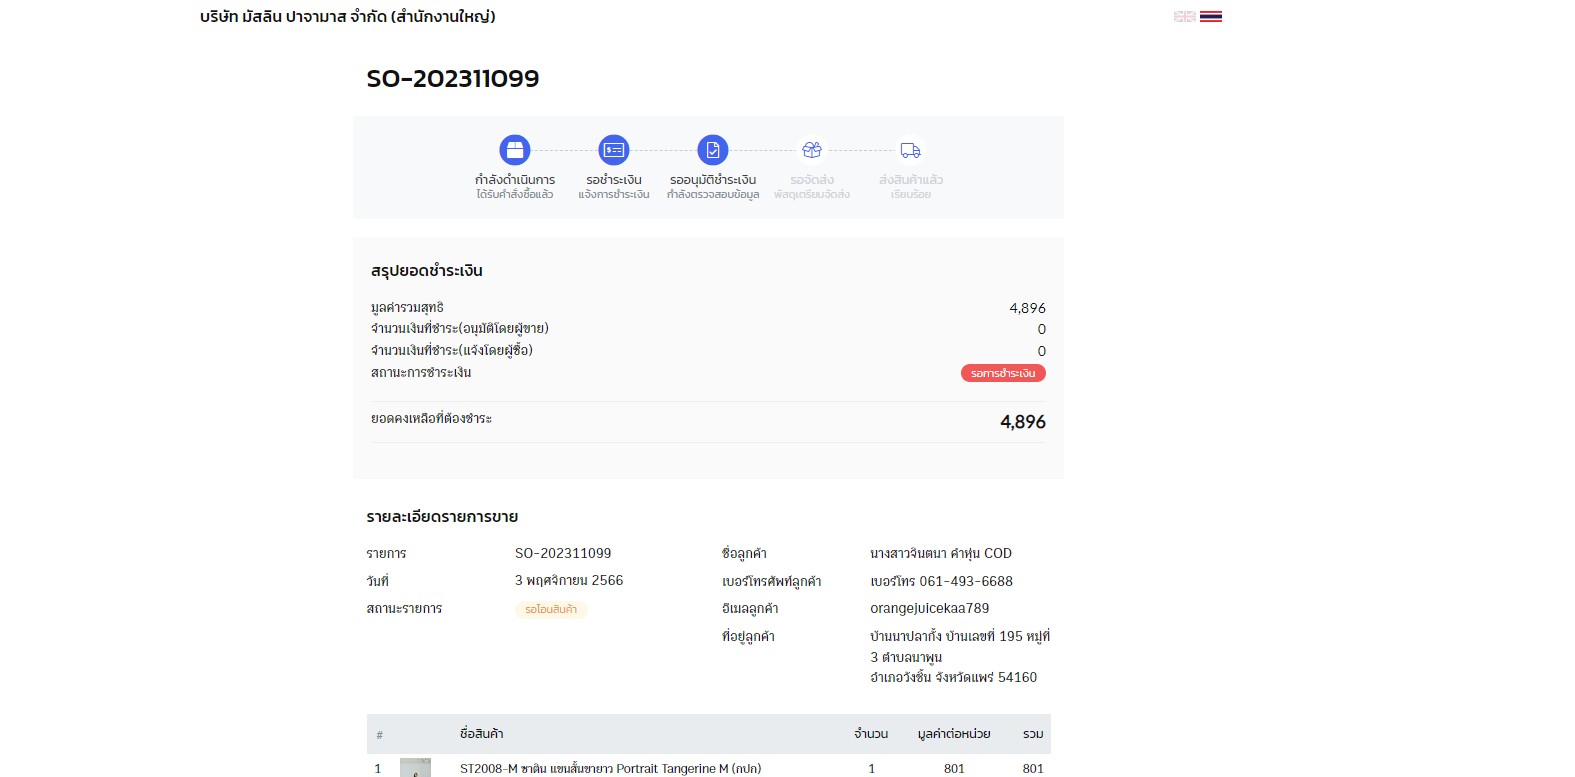 บริษัท มัสลิน ปาจามาส จำกัด (สำนักงานใหญ่)
SO-202311099
กำลังดำเนินการ รอชำระเงิน รออนุมัติชำระเงิน รอจัดส่ง ส่งสินค้าแล้ว
ได้รับคำสั่งซื้อแล้ว แจ้งการชำระเงิน กำลังตรวจสอบข้อมูล พัสดุเตรียมจัดส่ง เรียบร้อย
สรุปยอดชำระเงิน
มูลค่ารวมสุทธิ 4,896
จำนวนเงินที่ชำระ(อนุมัติโดยผู้ขาย) 0
จำนวนเงินที่ชำระ(แจ้งโดยผู้ซื้อ) 0
สถานะการชำระเงิน รอการชำระเงิน
ยอดคงเหลือที่ต้องชำระ 4,896
รายละเอียดรายการขาย
รายการ SO-202311099 ชื่อลูกค้า นางสาวจินตนา คำหุ่น COD
วันที่ 3 พฤศจิกายน 2566 เบอร์โทรศัพท์ลูกค้า เบอร์โทร 061-493-6688
สถานะรายการ รอโอนสินค้า อีเมลลูกค้า orangejuicekaa789
ที่อยู่ลูกค้า บ้านนาปลากั้ง บ้านเลขที่ 195 หมู่ที่
3 ตำบลนาพูน
อำเภอวังชิ้น จังหวัดแพร่ 54160
# ชื่อสินค้า จำนวน มูลค่าต่อหน่วย รวม
1 ST2008-M ซาติน แขนสั้นขายาว Portrait Tangerine M (กปก) 1 801 801